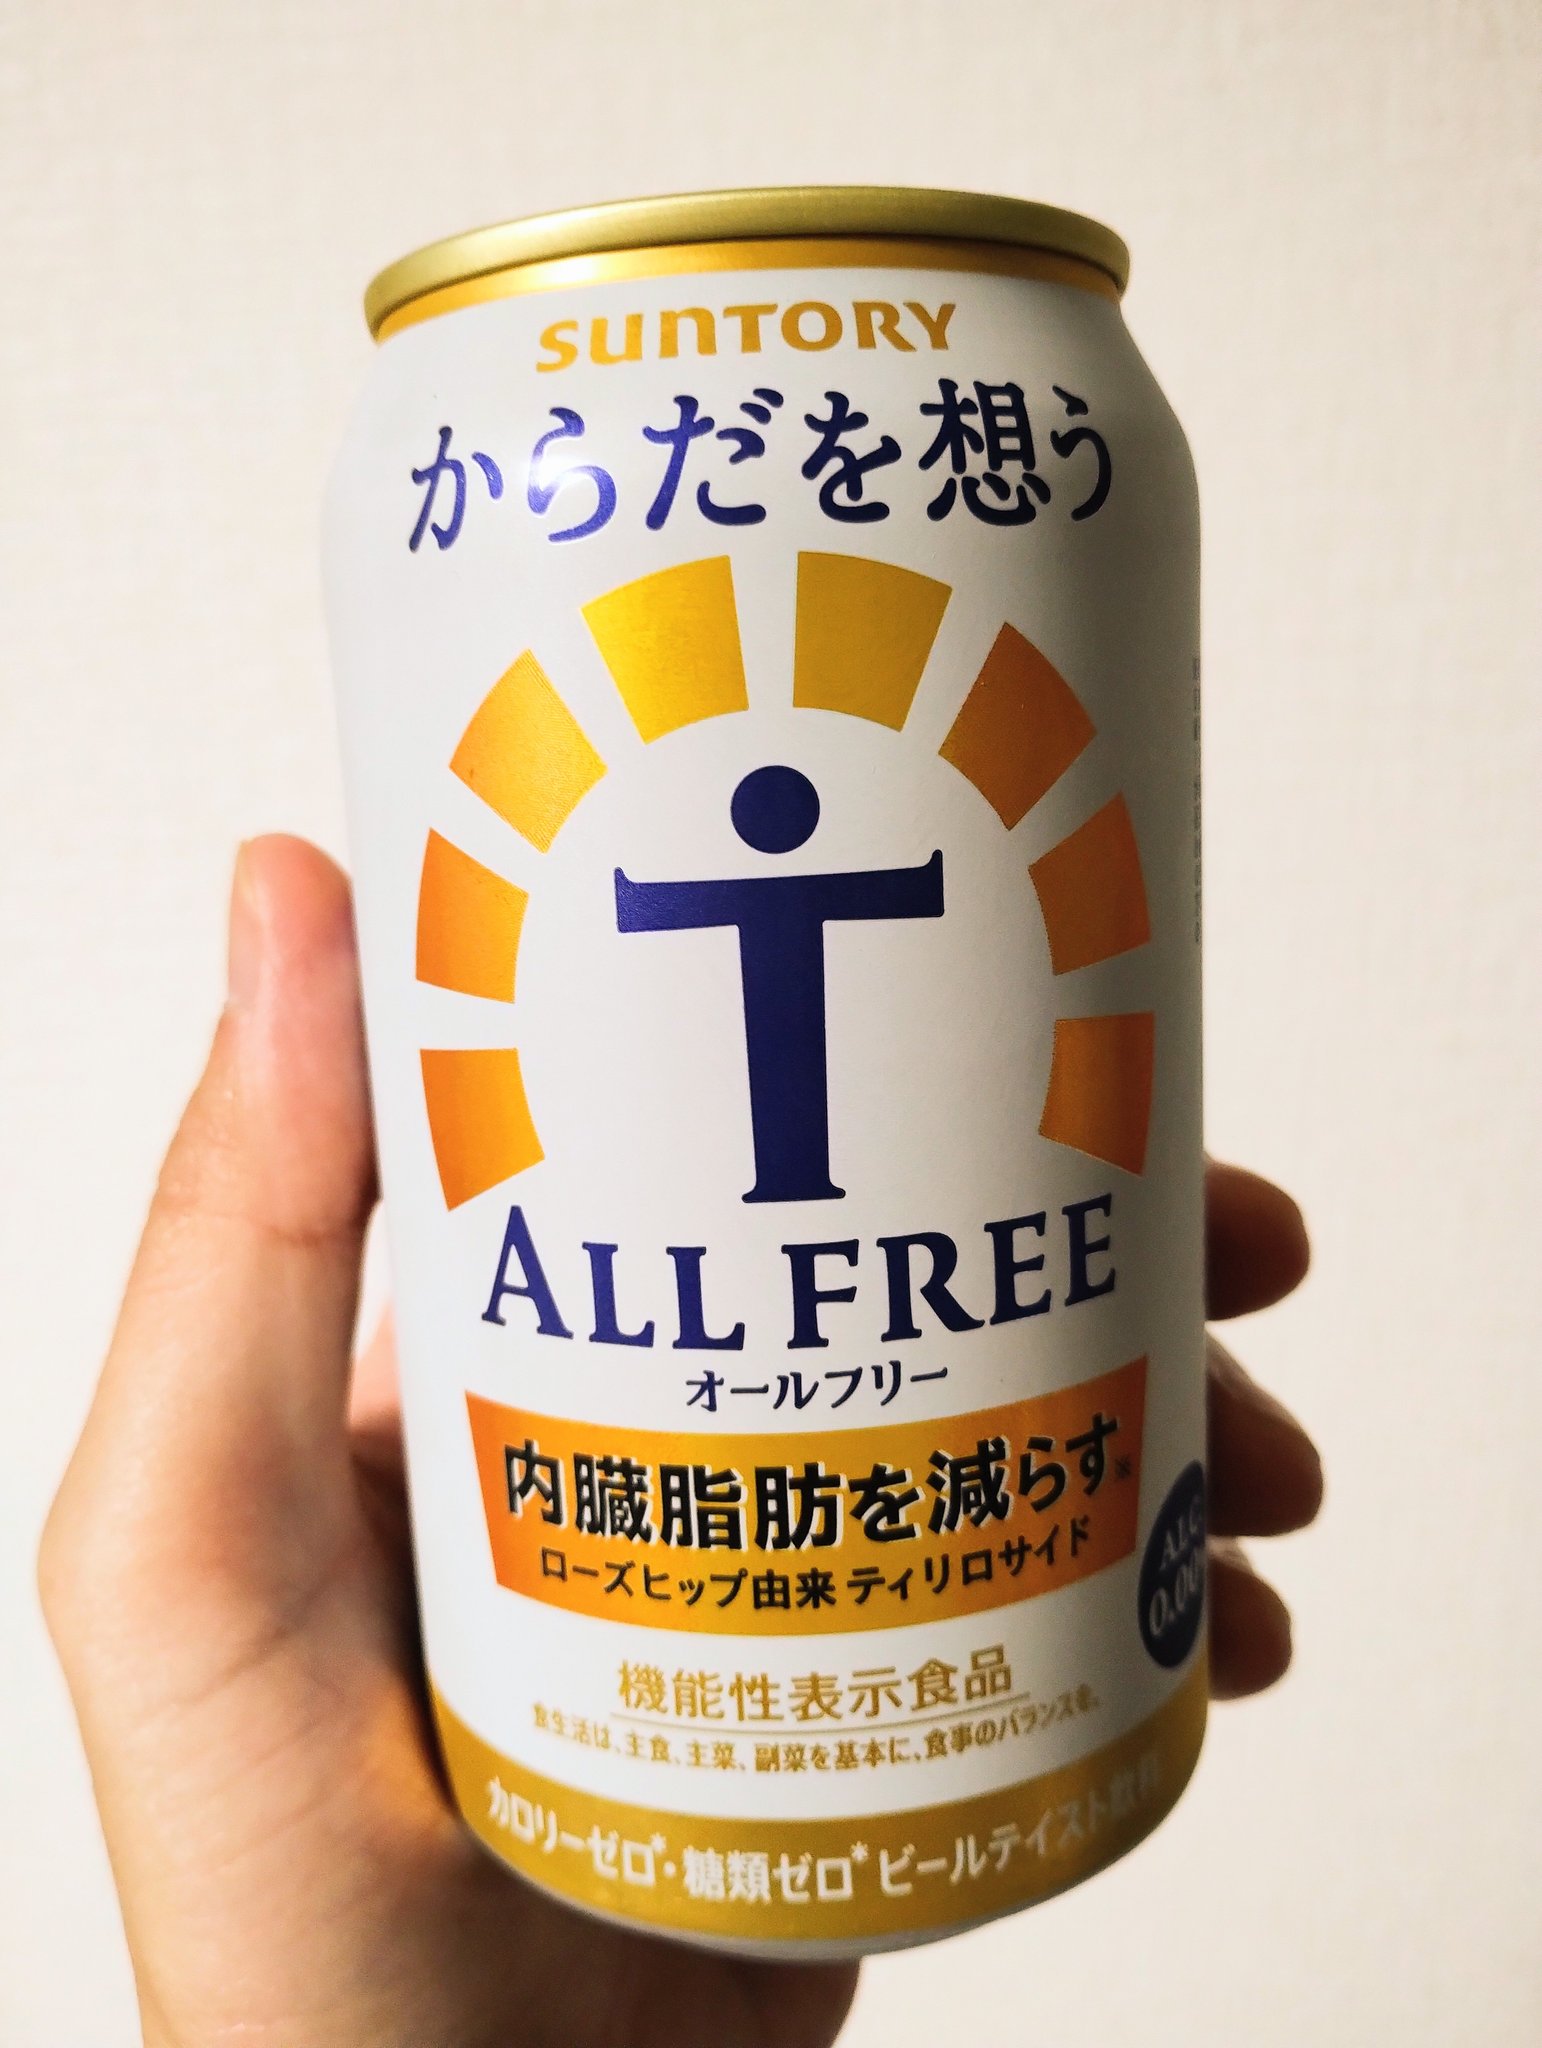 SUNTORY
からだを想う
ALL FREE
オールフリー
内臓脂肪を減らす※
ローズヒップ由来 ティリロサイド
ALC.
0.00
機能性表示食品
食生活は、主食、主菜、副菜を基本に、食事のバランスを。
カロリーゼロ*・糖類ゼロ* ビールテイスト飲料